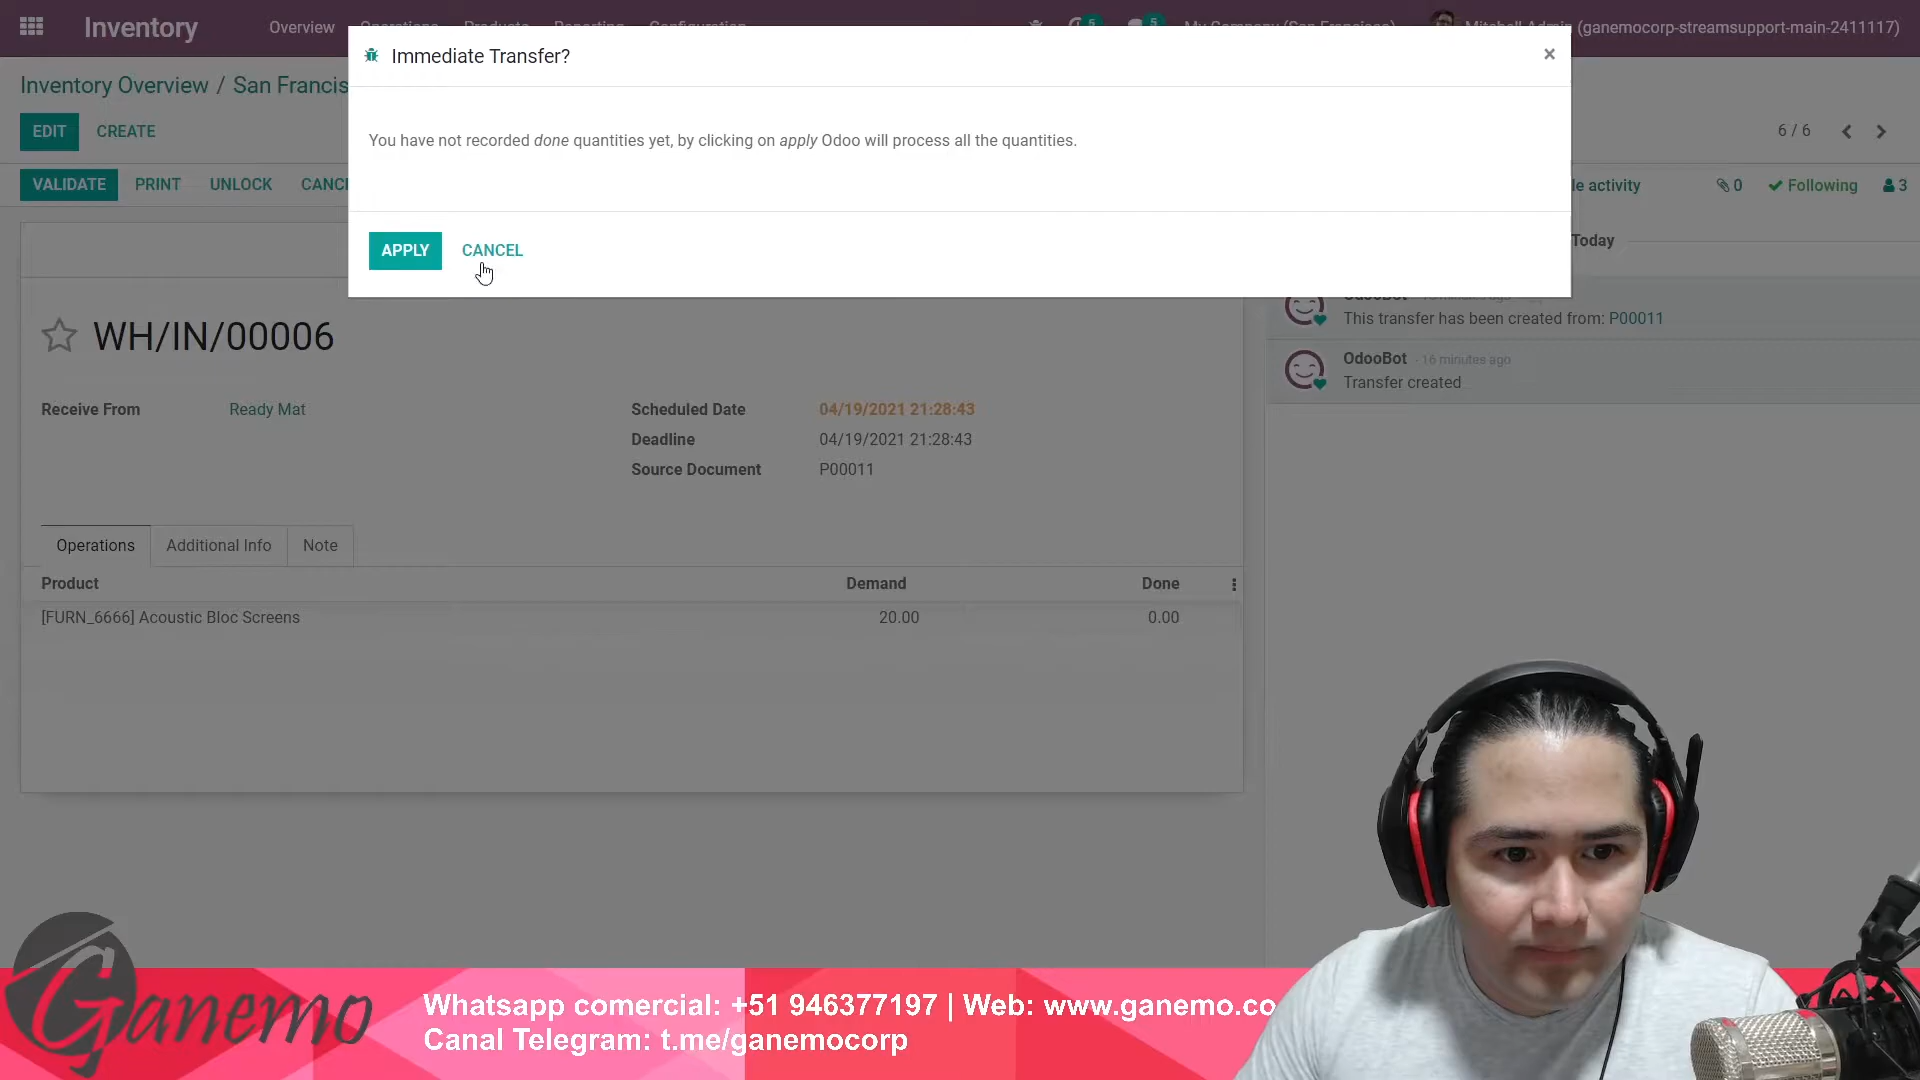 Inventory
Overview
Operations
Products
Reporting
Configuration
5
5
My Company (San Francisco)
Mitchell Admin (ganemocorp-streamsupport-main-2411117)
Immediate Transfer?
×
Inventory Overview / San Francis
EDIT
CREATE
6 / 6
You have not recorded done quantities yet, by clicking on apply Odoo will process all the quantities.
VALIDATE
PRINT
UNLOCK
CANC
le activity
0
Following
3
APPLY
CANCEL
Today
WH/IN/00006
OdooBot
This transfer has been created from: P00011
OdooBot - 16 minutes ago
Transfer created
Receive From
Ready Mat
Scheduled Date
04/19/2021 21:28:43
Deadline
04/19/2021 21:28:43
Source Document
P00011
Operations
Additional Info
Note
Product
Demand
Done
[FURN_6666] Acoustic Bloc Screens
20.00
0.00
Ganemo
Whatsapp comercial: +51 946377197 | Web: www.ganemo.co
Canal Telegram: t.me/ganemocorp